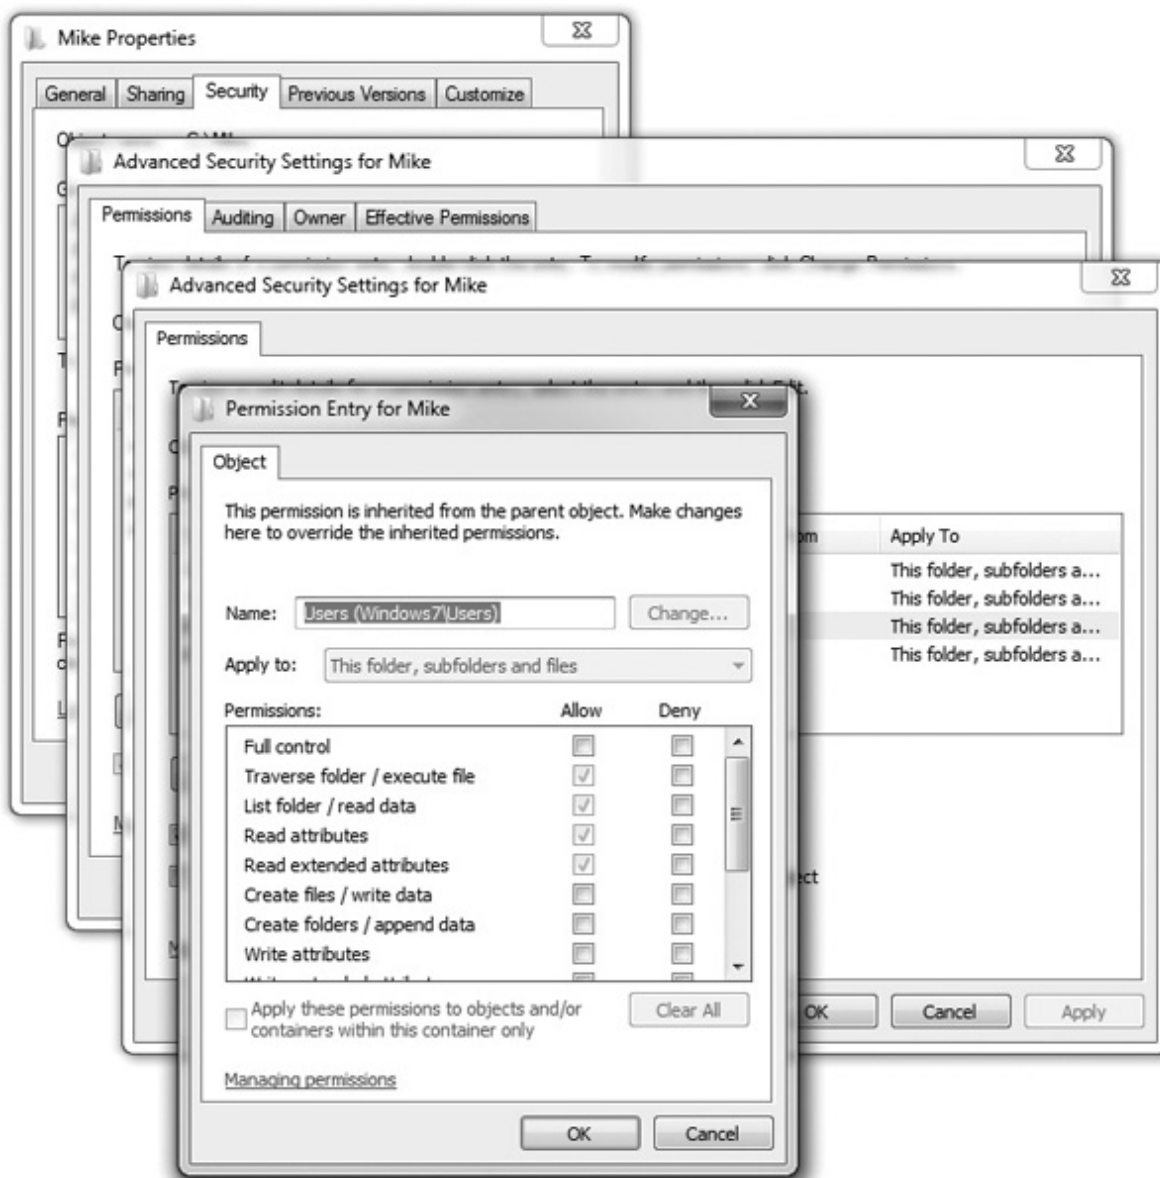 Mike Properties
General Sharing Security Previous Versions Customize
Advanced Security Settings for Mike
Permissions Auditing Owner Effective Permissions
Advanced Security Settings for Mike
Permissions
Permission Entry for Mike
Object
This permission is inherited from the parent object. Make changes
here to override the inherited permissions.
Apply To
This folder, subfolders a...
This folder, subfolders a...
This folder, subfolders a...
This folder, subfolders a...
Name: Users (Windows7\Users) Change...
Apply to: This folder, subfolders and files
Permissions: Allow Deny
Full control
Traverse folder / execute file
List folder / read data
Read attributes
Read extended attributes
Create files / write data
Create folders / append data
Write attributes
Apply these permissions to objects and/or
containers within this container only
Clear All
Managing permissions
OK Cancel
OK Cancel Apply